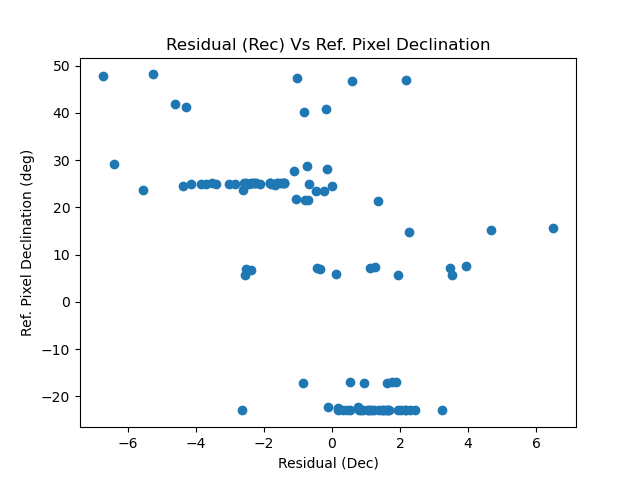 Residual (Rec) Vs Ref. Pixel Declination
Ref. Pixel Declination (deg)
50
40
30
20
10
0
−10
−20
−6 −4 −2 0 2 4 6
Residual (Dec)